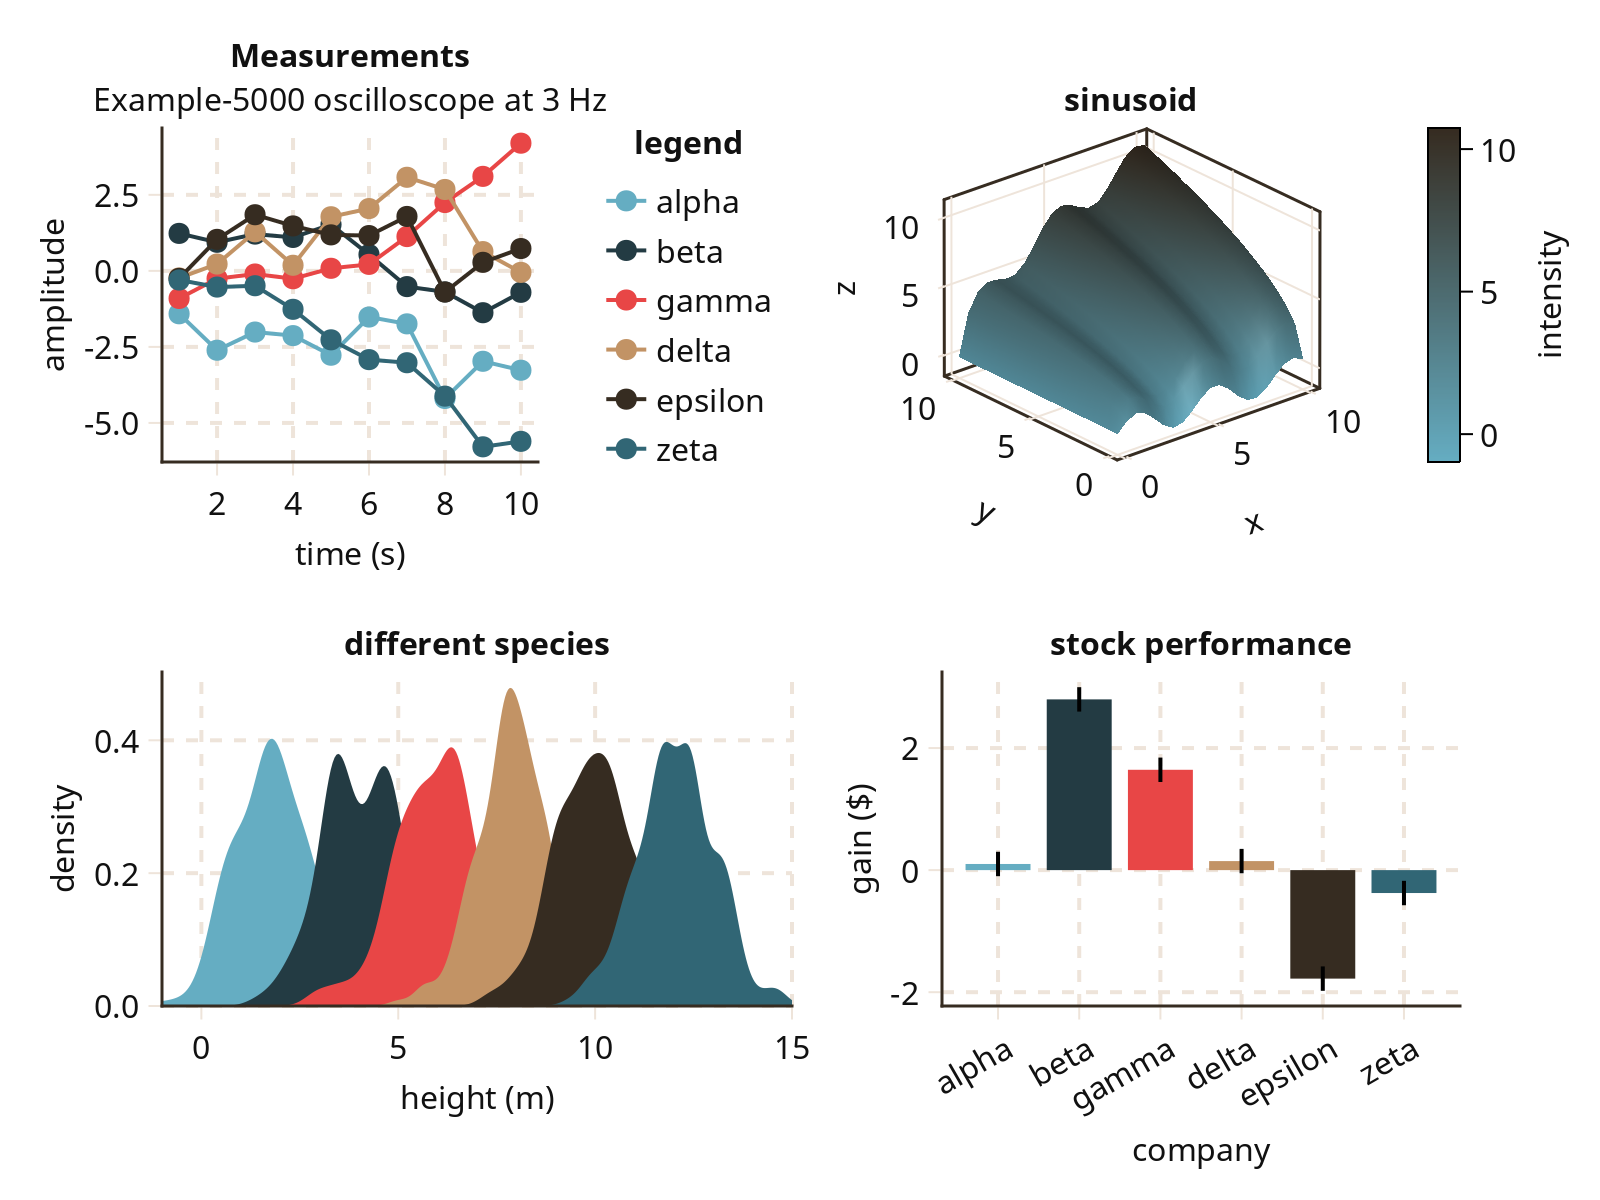 Measurements
Example-5000 oscilloscope at 3 Hz
amplitude
2.5
0.0
-2.5
-5.0
2 4 6 8 10
time (s)
legend
alpha
beta
gamma
delta
epsilon
zeta
sinusoid
z
10
5
0
10
5
0
y
0
5
10
x
10
5
0
intensity
different species
density
0.4
0.2
0.0
0 5 10 15
height (m)
stock performance
gain ($)
2
0
-2
alpha beta gamma delta epsilon zeta
company